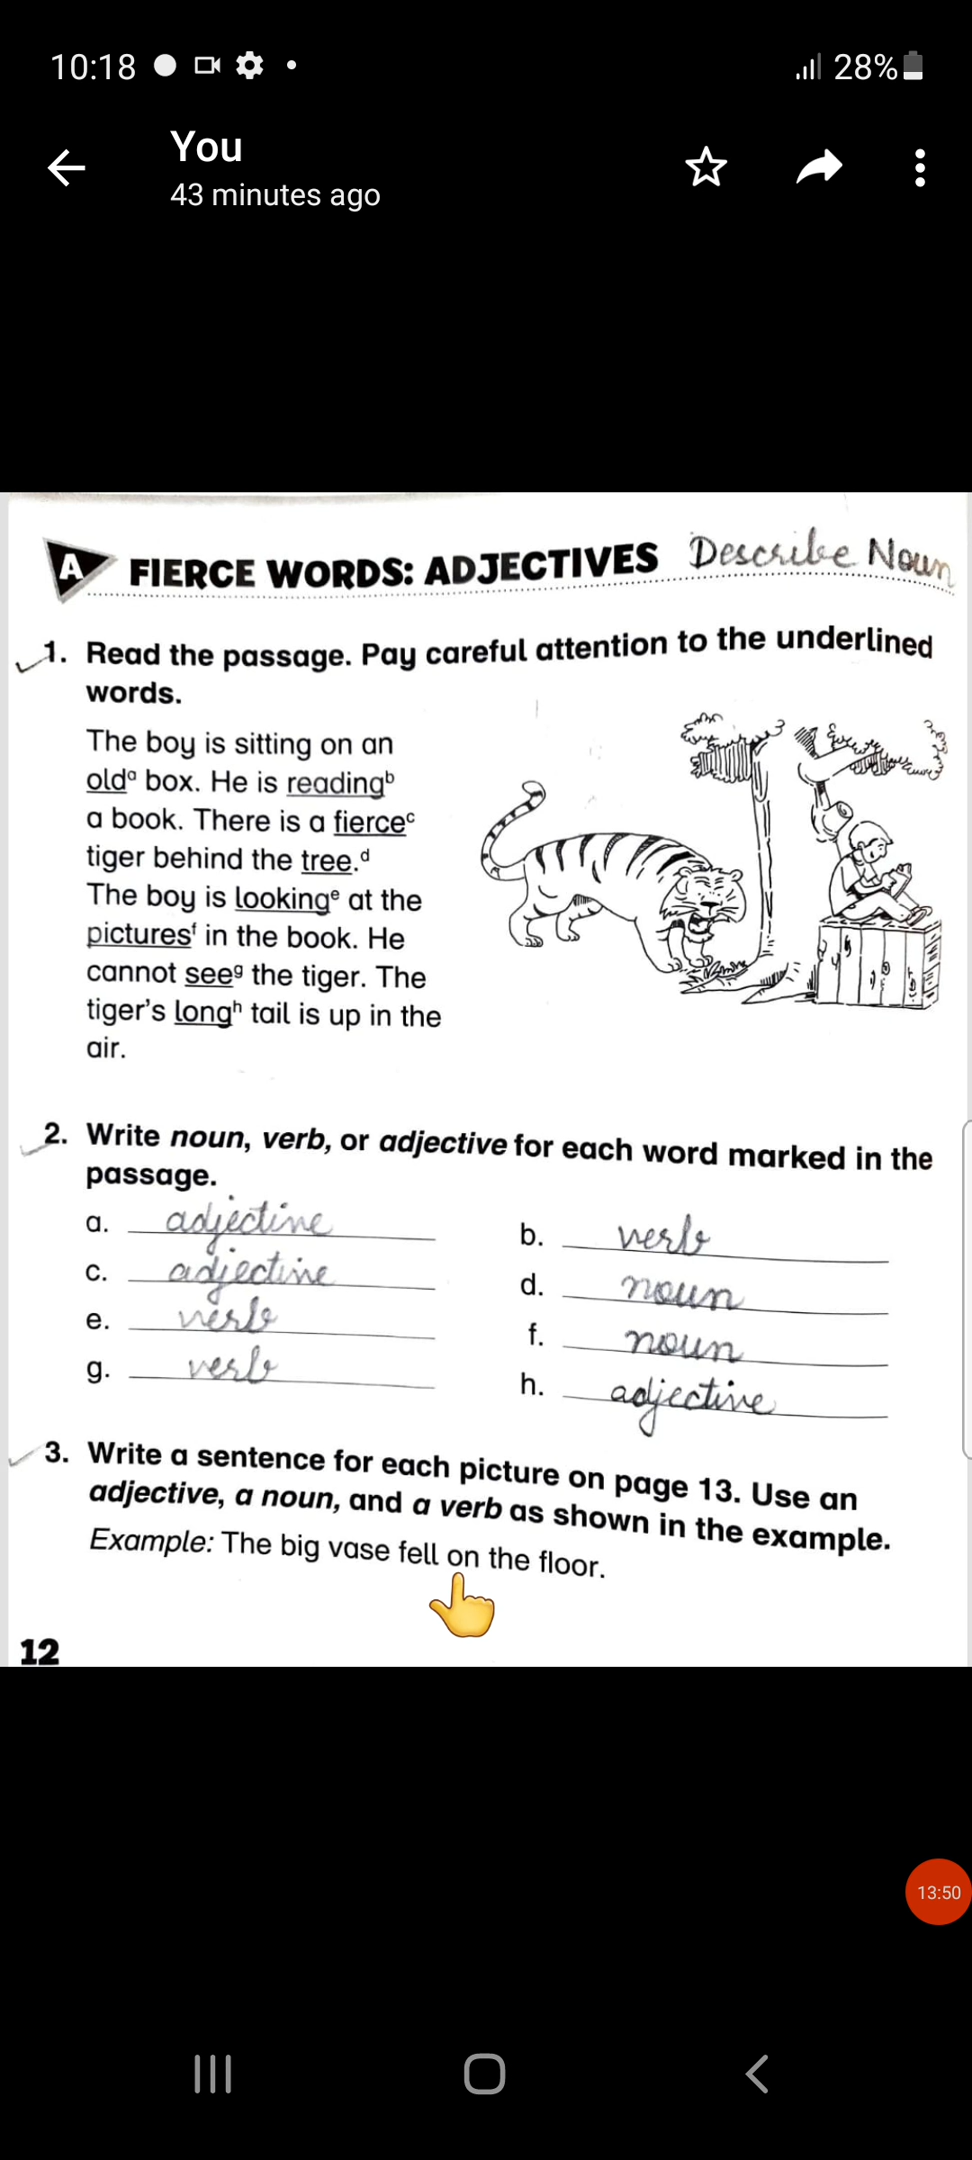 10:18
28%
You
43 minutes ago
A FIERCE WORDS: ADJECTIVES Describe Noun
1. Read the passage. Pay careful attention to the underlined
words.
The boy is sitting on an
oldᵃ box. He is readingᵇ
a book. There is a fierceᶜ
tiger behind the tree.ᵈ
The boy is lookingᵉ at the
picturesᶠ in the book. He
cannot seeᵍ the tiger. The
tiger's longʰ tail is up in the
air.
2. Write noun, verb, or adjective for each word marked in the
passage.
a. adjective
b. verb
c. adjective
d. noun
e. verb
f. noun
g. verb
h. adjective
3. Write a sentence for each picture on page 13. Use an
adjective, a noun, and a verb as shown in the example.
Example: The big vase fell on the floor.
12
13:50